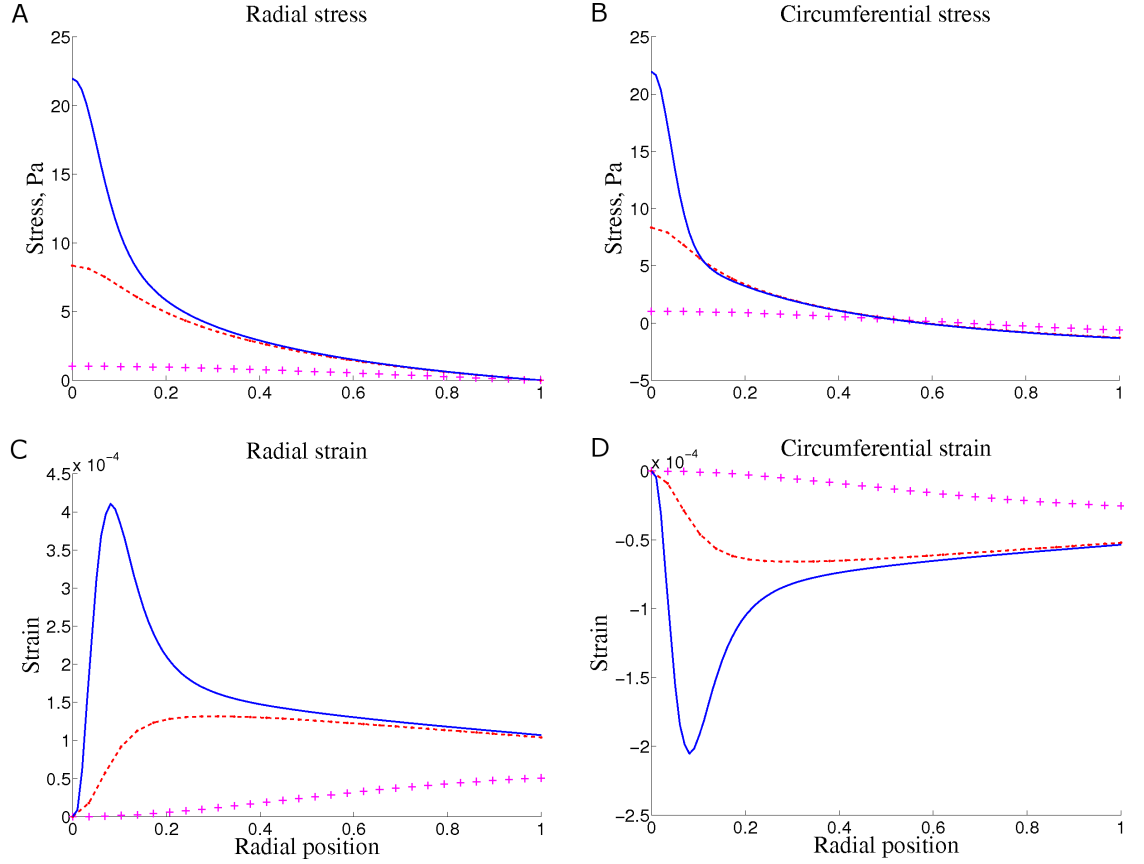 A
Radial stress
Stress, Pa
25
20
15
10
5
0
0 0.2 0.4 0.6 0.8 1
B
Circumferential stress
Stress, Pa
25
20
15
10
5
0
−5
0 0.2 0.4 0.6 0.8 1
C
Radial strain
x 10⁻⁴
Strain
4.5
4
3.5
3
2.5
2
1.5
1
0.5
0
0 0.2 0.4 0.6 0.8 1
Radial position
D
Circumferential strain
x 10⁻⁴
Strain
0
−0.5
−1
−1.5
−2
−2.5
0 0.2 0.4 0.6 0.8 1
Radial position